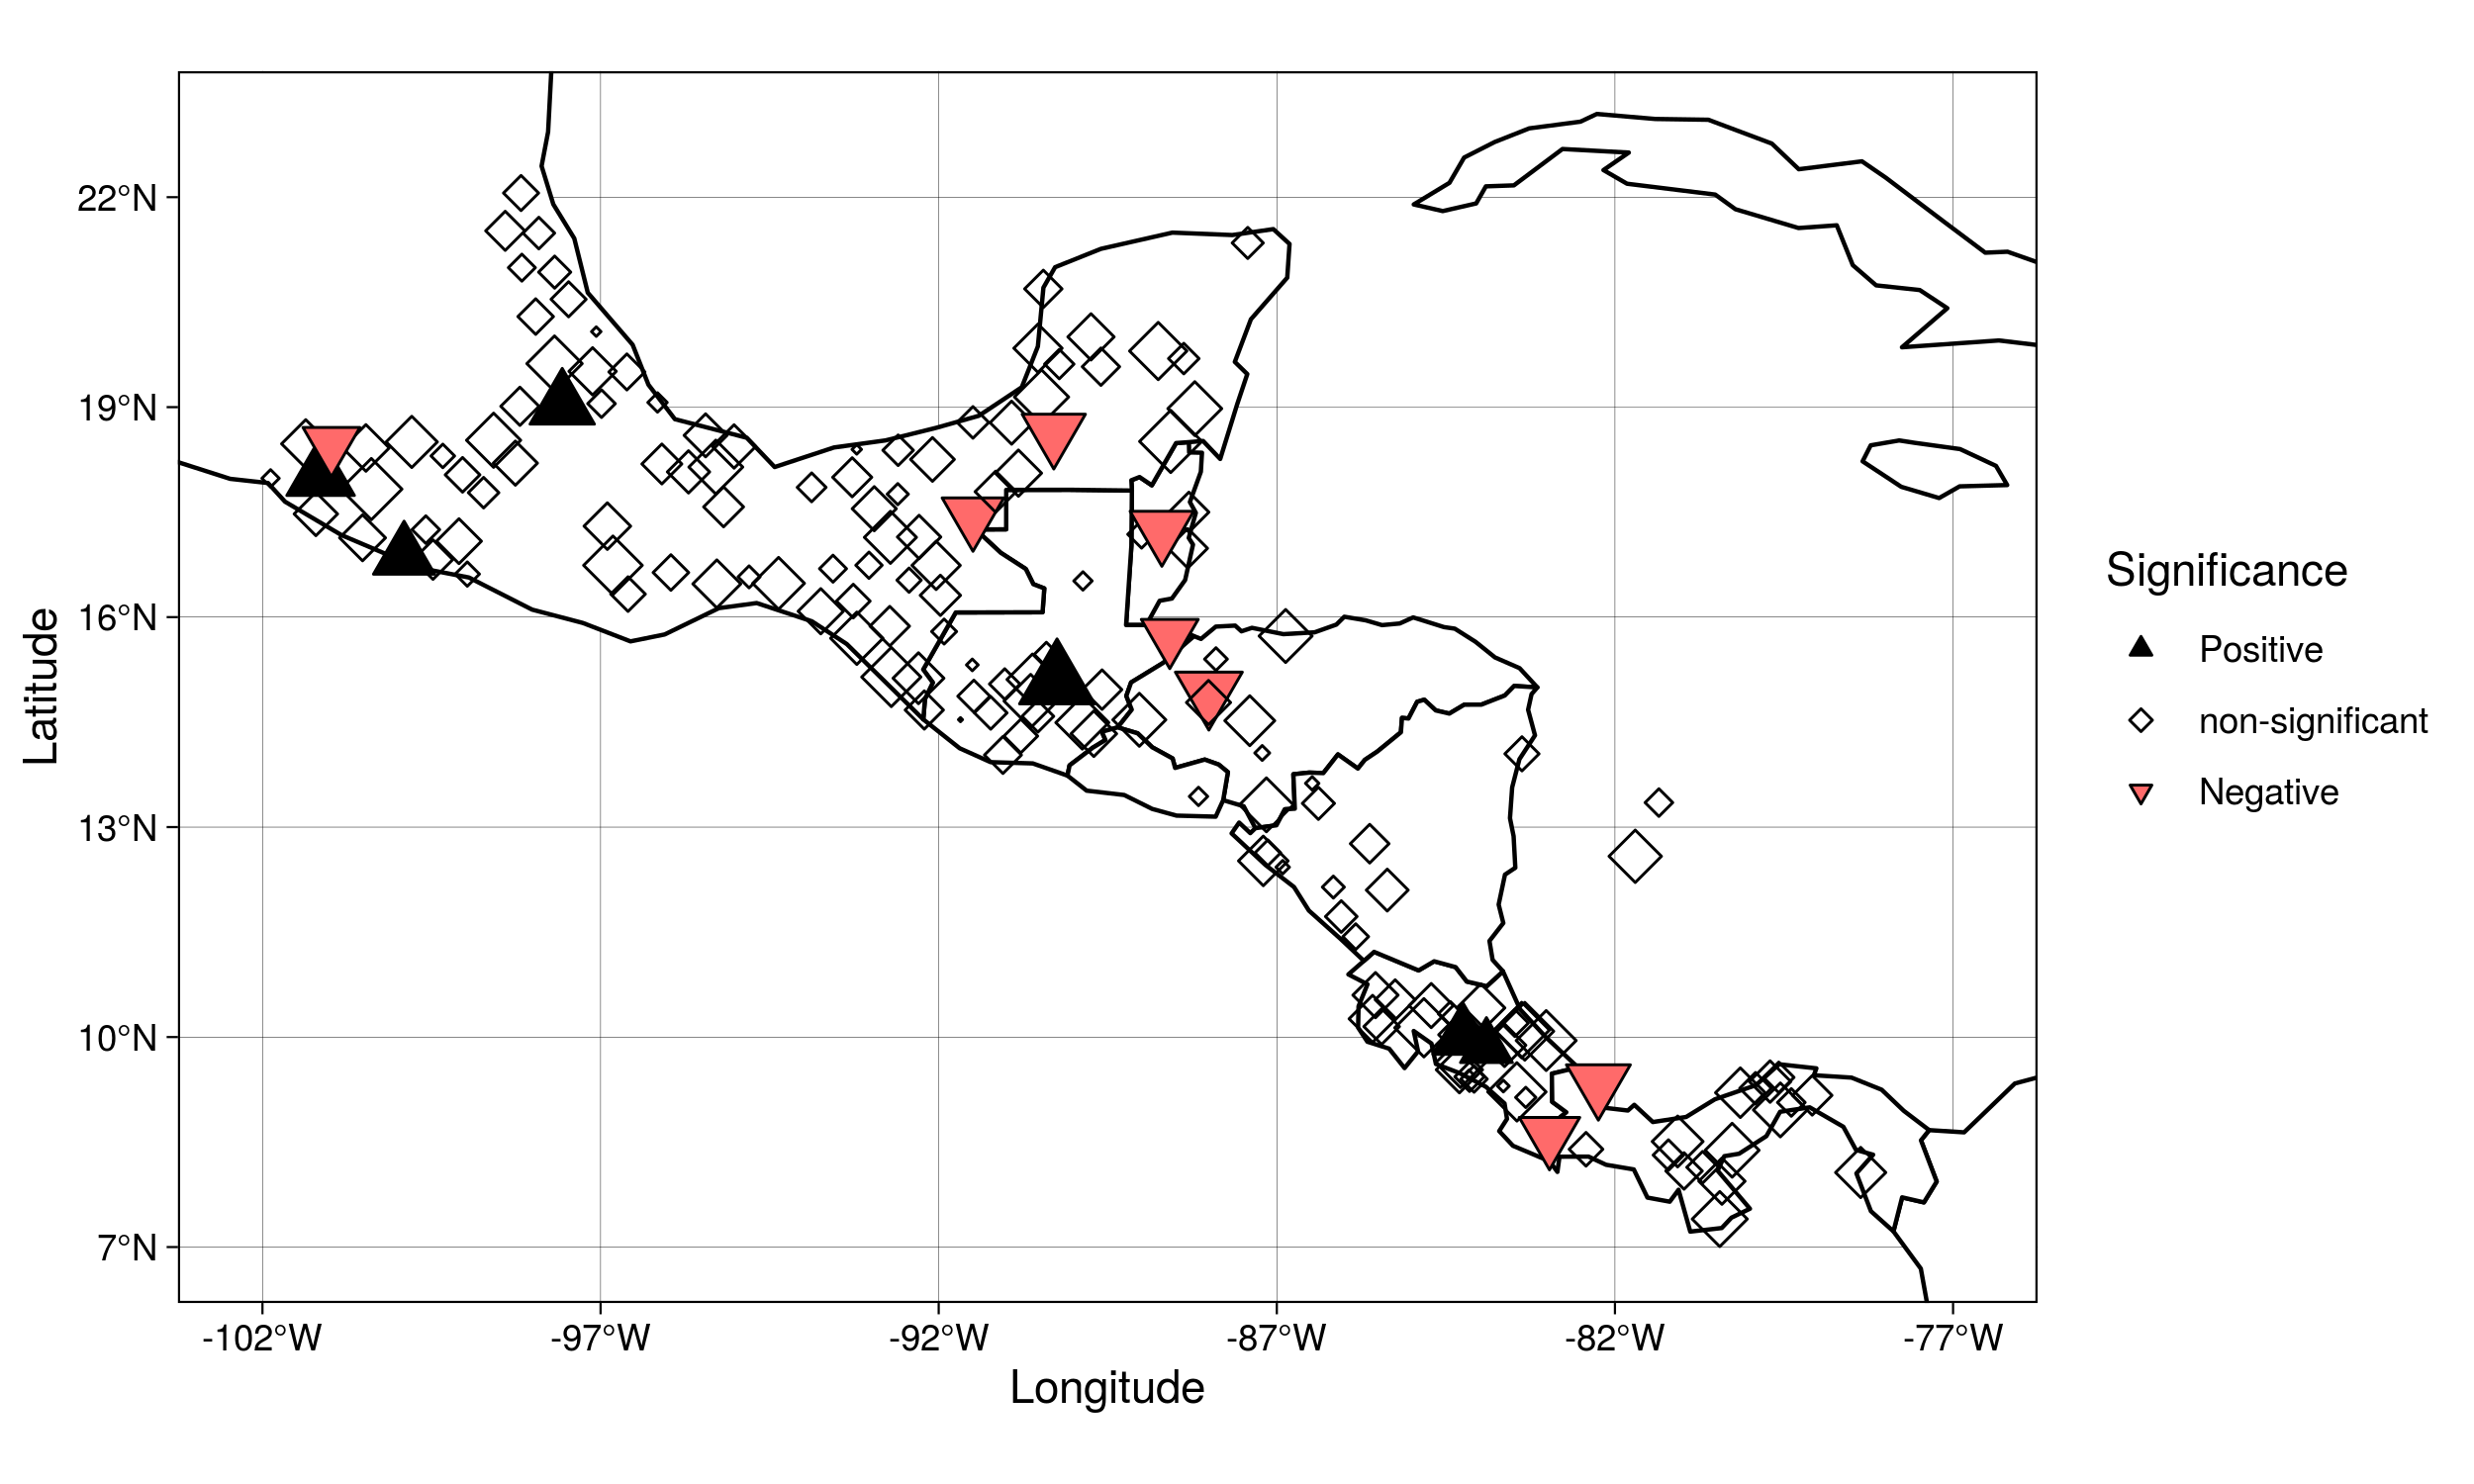 22°N
19°N
16°N
13°N
10°N
7°N
Latitude
-102°W
-97°W
-92°W
-87°W
-82°W
-77°W
Longitude
Significance
Positive
non-significant
Negative